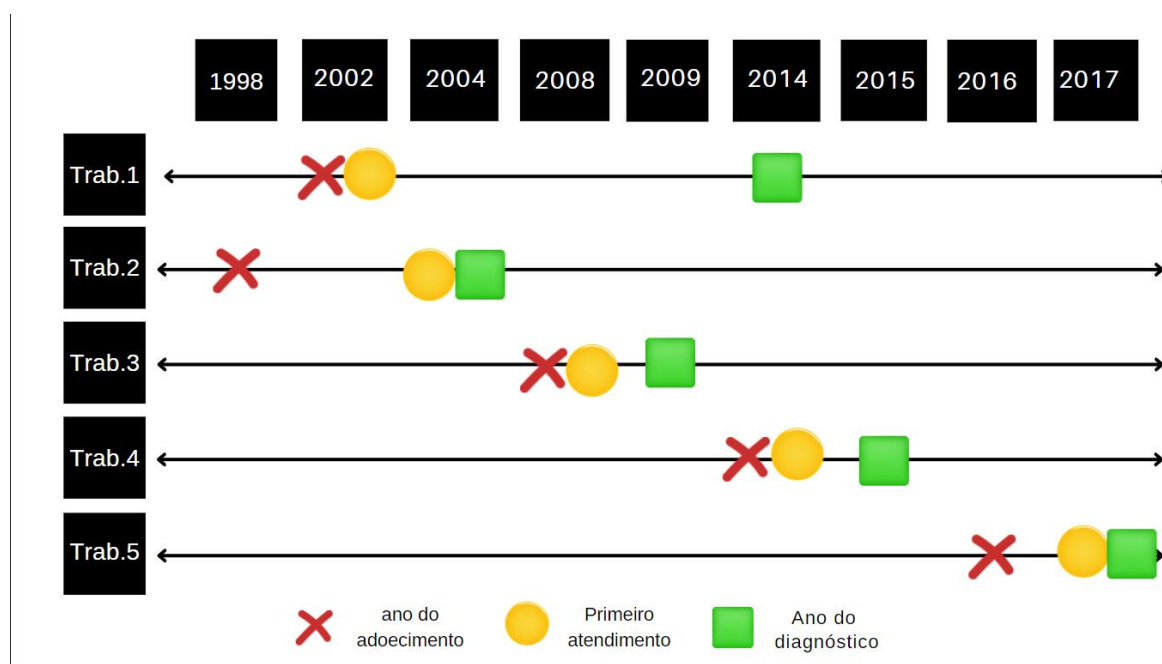 1998 2002 2004 2008 2009 2014 2015 2016 2017
Trab.1
Trab.2
Trab.3
Trab.4
Trab.5
ano do
adoecimento
Primeiro
atendimento
Ano do
diagnóstico